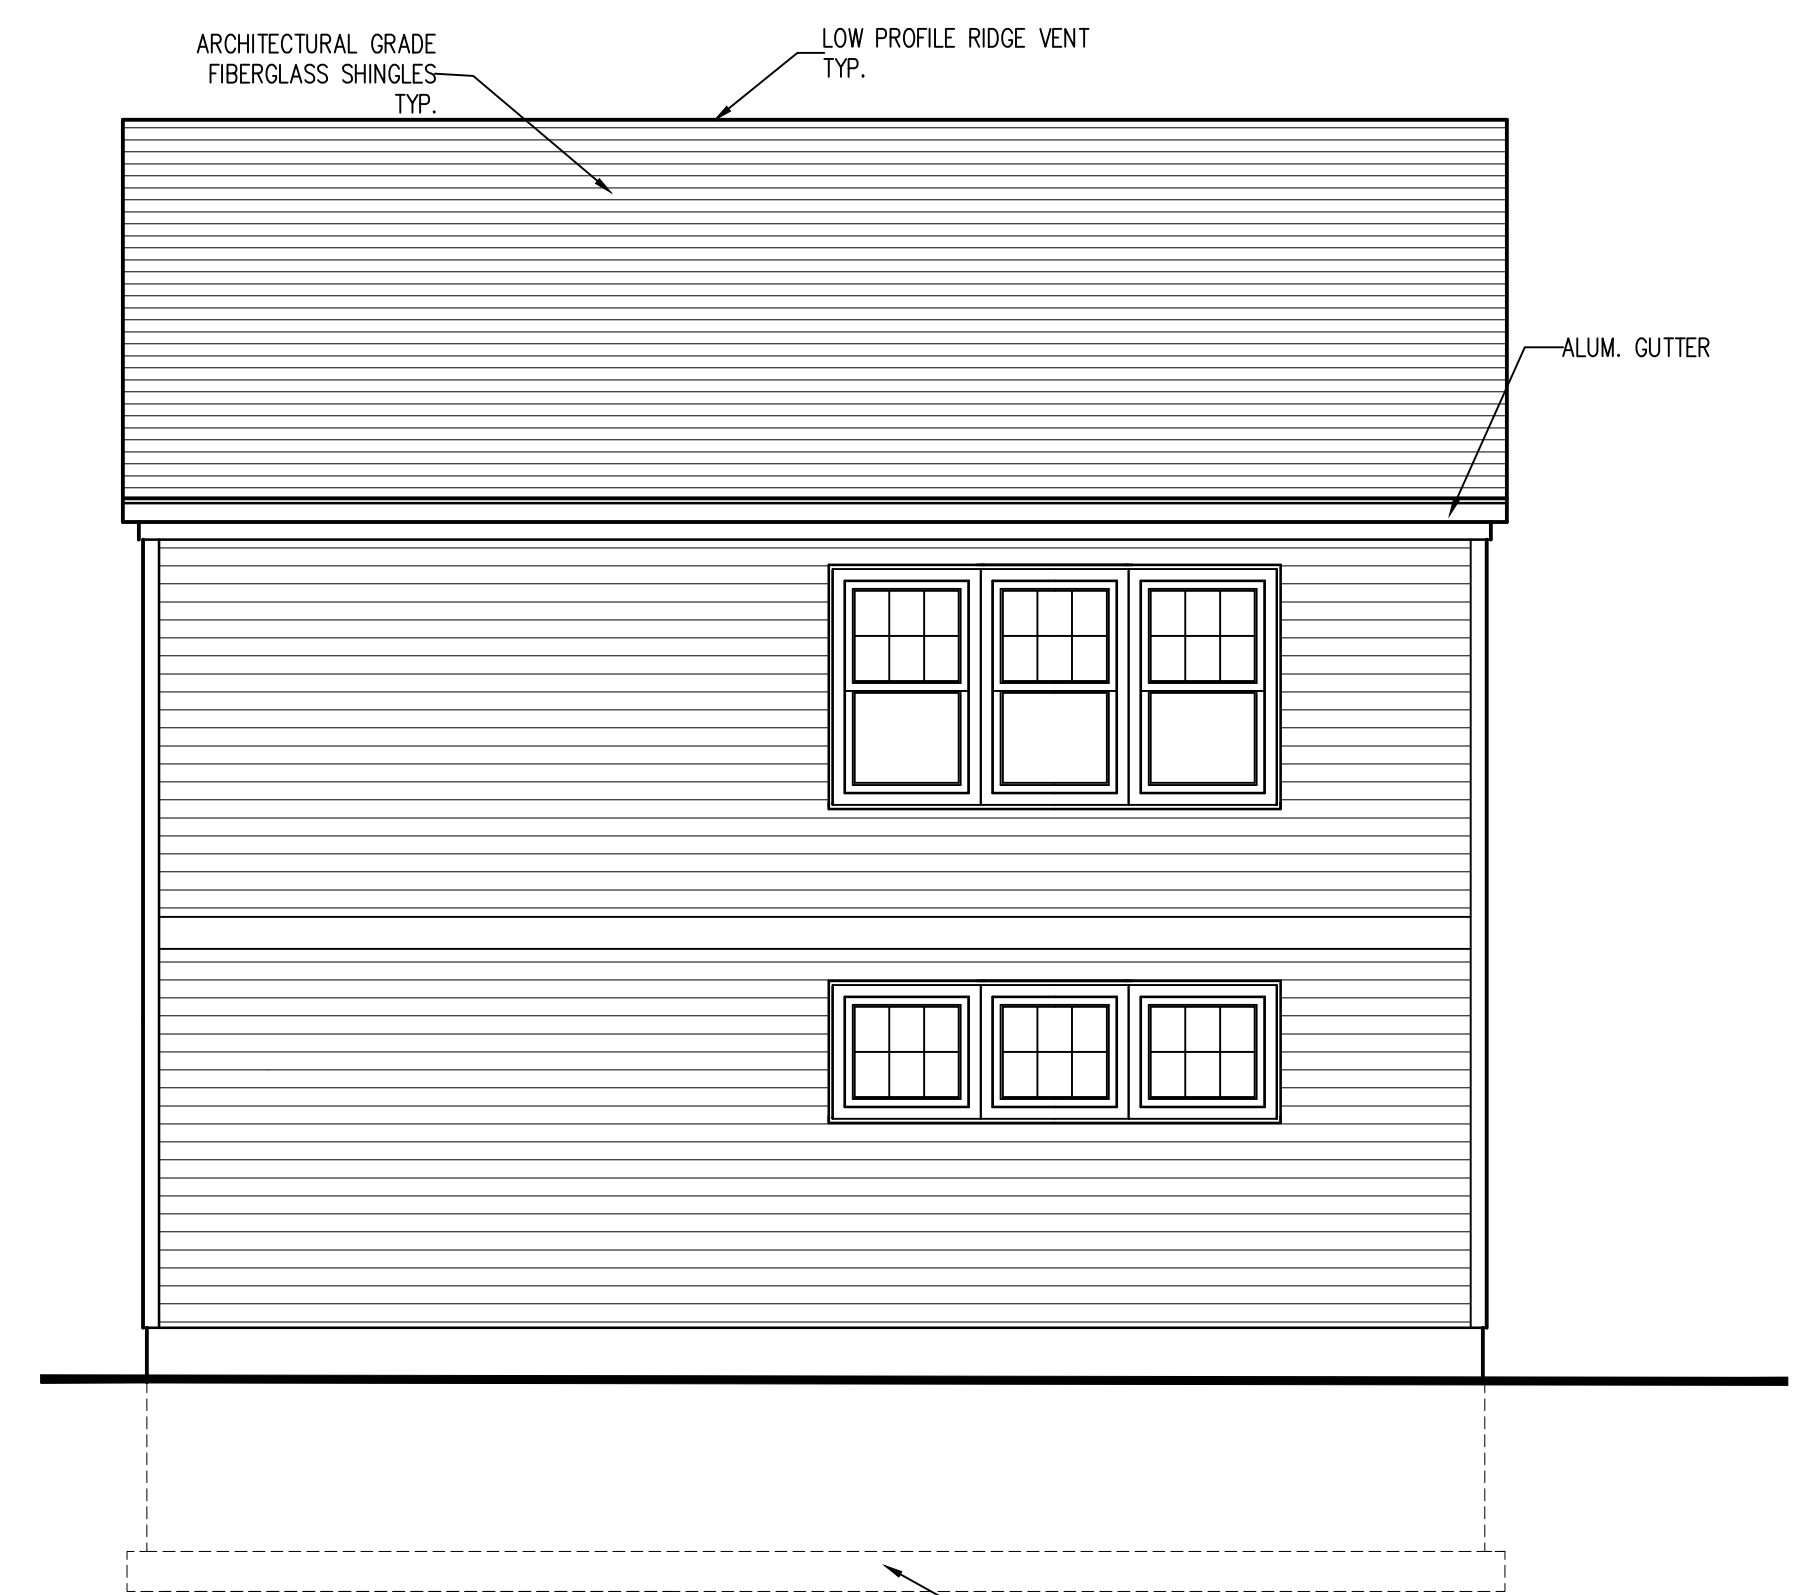 ARCHITECTURAL GRADE
FIBERGLASS SHINGLES
TYP.
LOW PROFILE RIDGE VENT
TYP.
ALUM. GUTTER